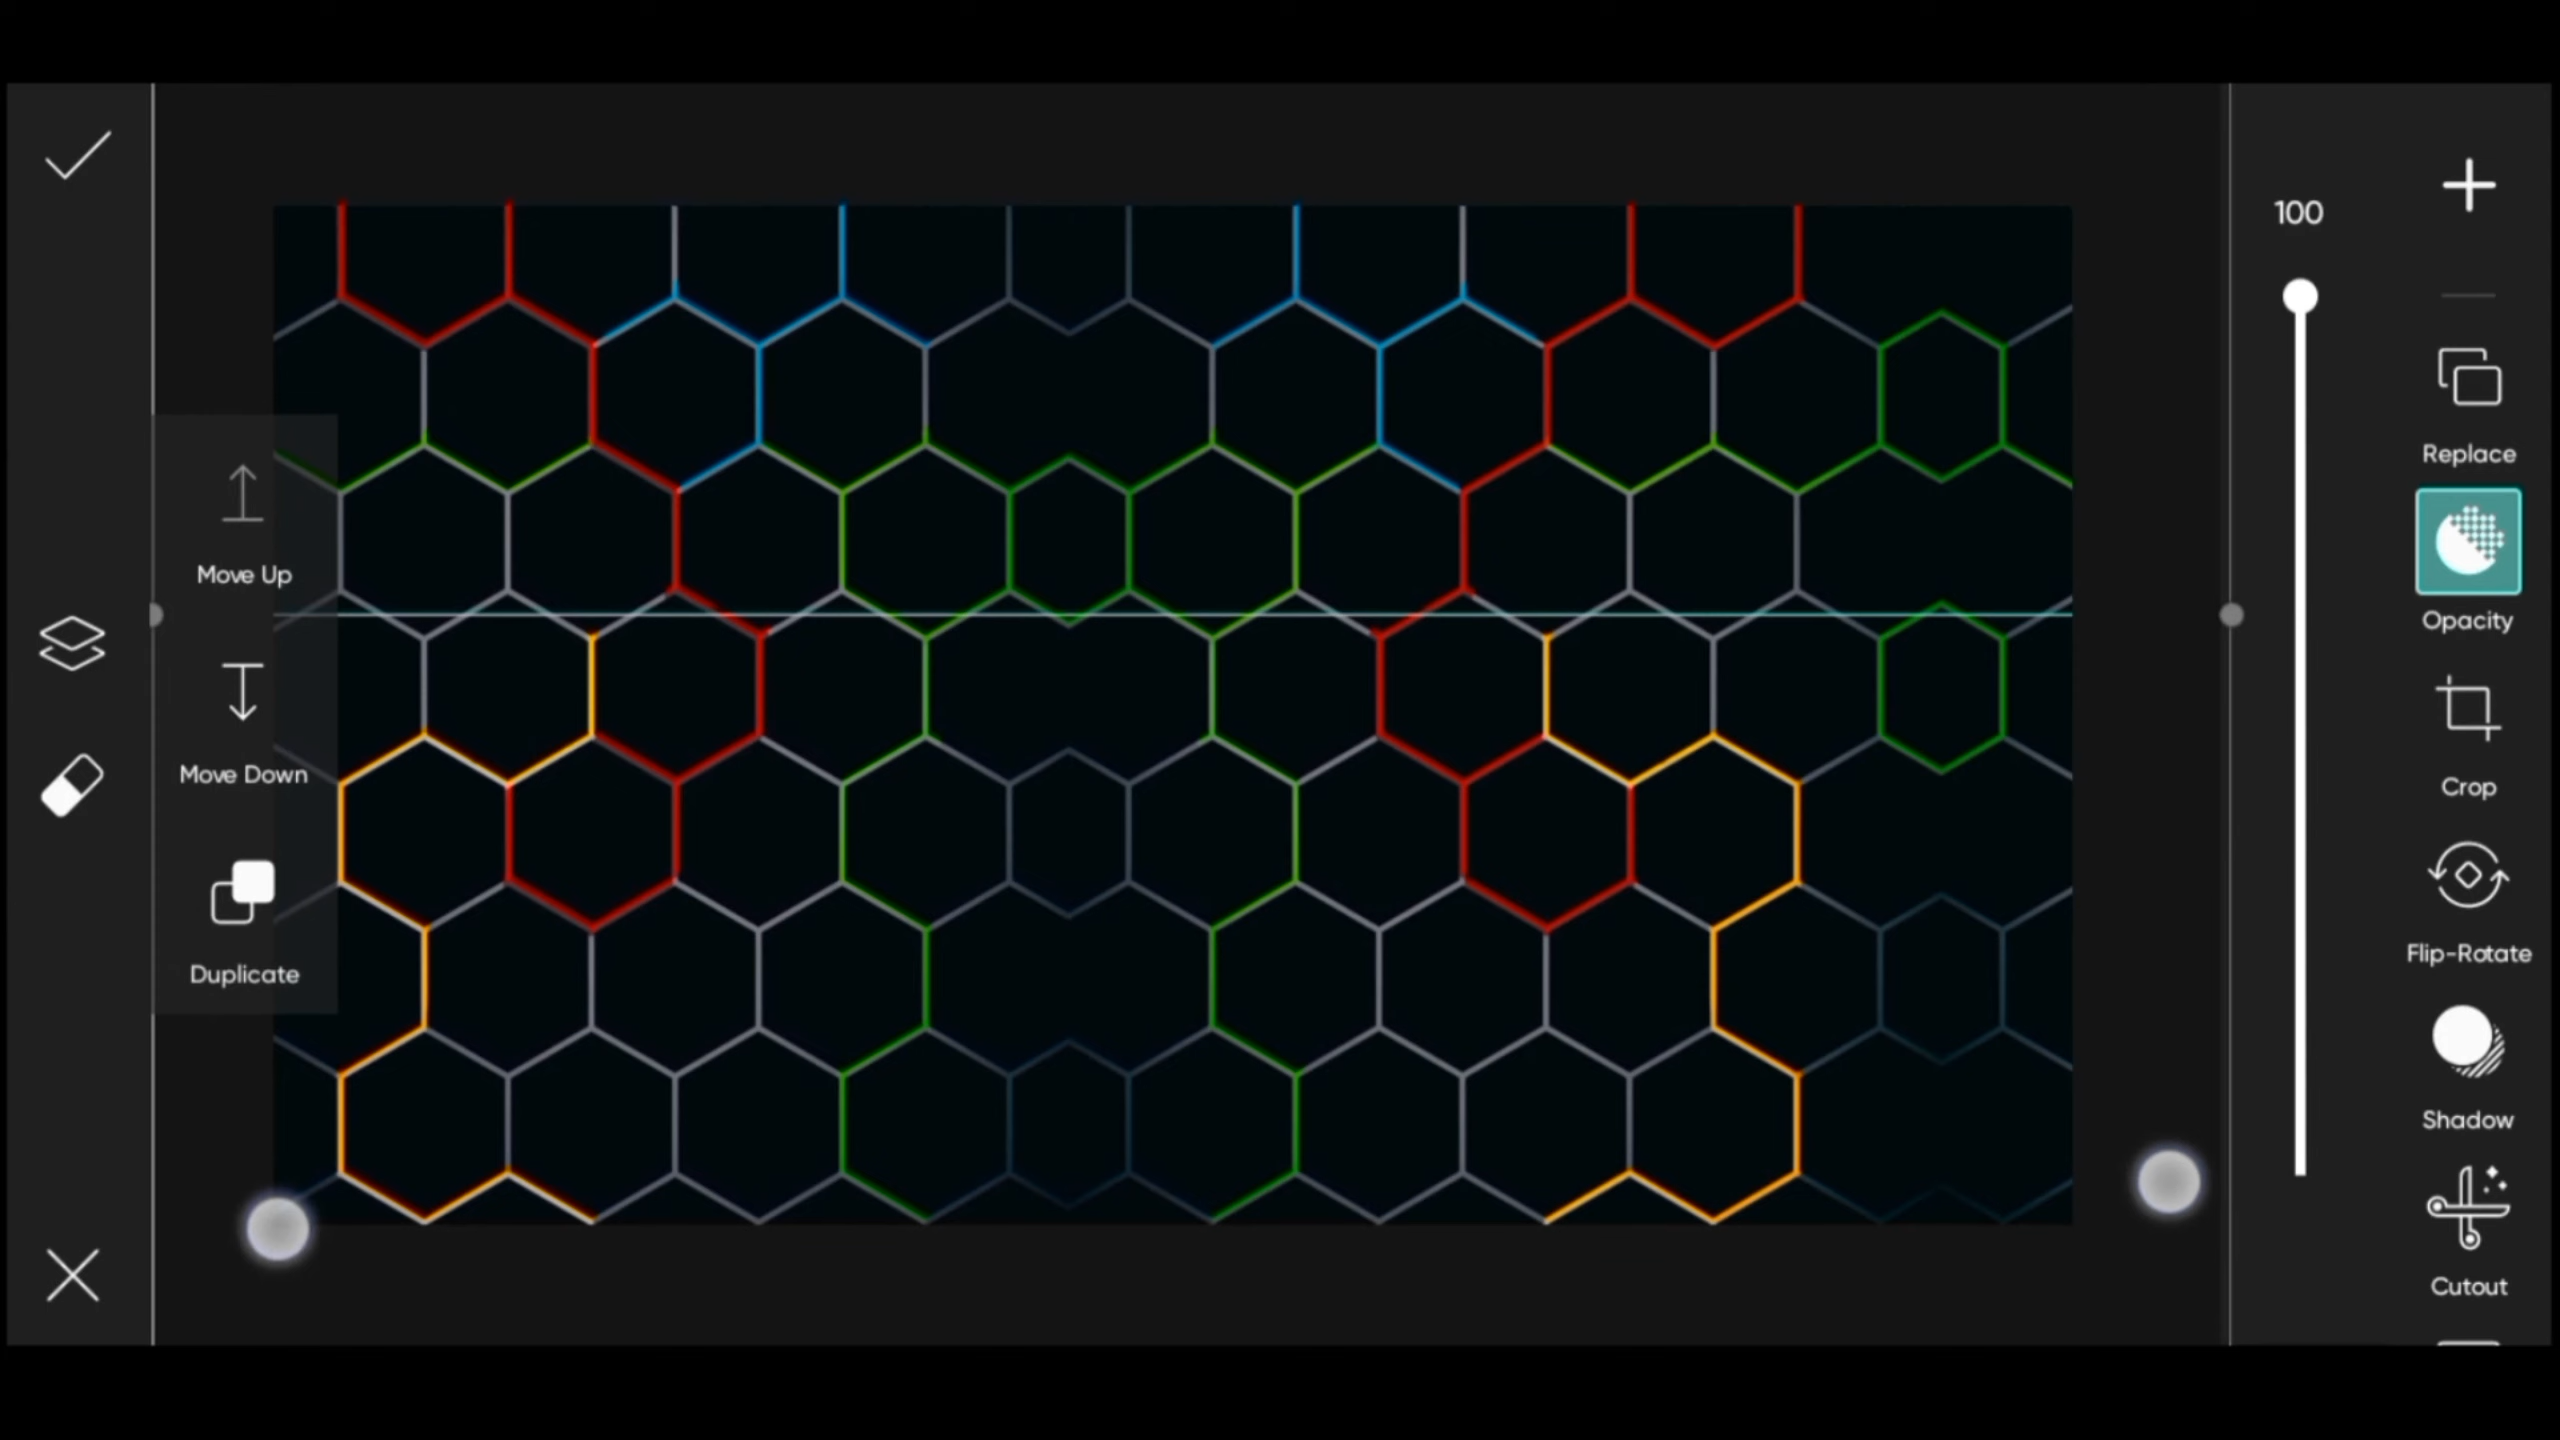 100
Replace
Move Up
Opacity
Move Down
Crop
Duplicate
Flip-Rotate
Shadow
Cutout